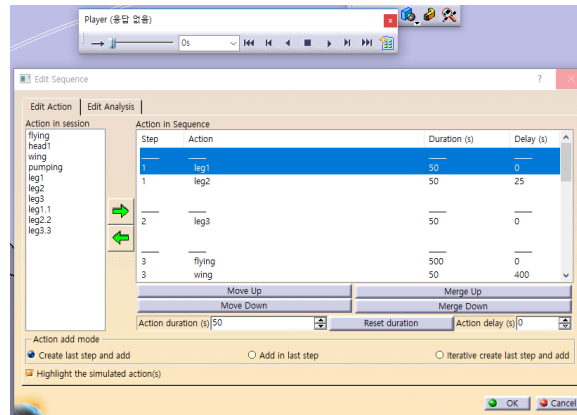 Player (응답 없음)
0s
Edit Sequence
?
Edit Action
Edit Analysis
Action in session
Action in Sequence
flying
head1
wing
pumping
leg1
leg2
leg3
leg1.1
leg2.2
leg3.3
Step Action Duration (s) Delay (s)
1 leg1 50 0
1 leg2 50 25
2 leg3 50 0
3 flying 500 0
3 wing 50 400
Move Up
Merge Up
Move Down
Merge Down
Action duration (s) 50
Reset duration
Action delay (s) 0
Action add mode
Create last step and add
Add in last step
Iterative create last step and add
Highlight the simulated action(s)
OK
Cancel